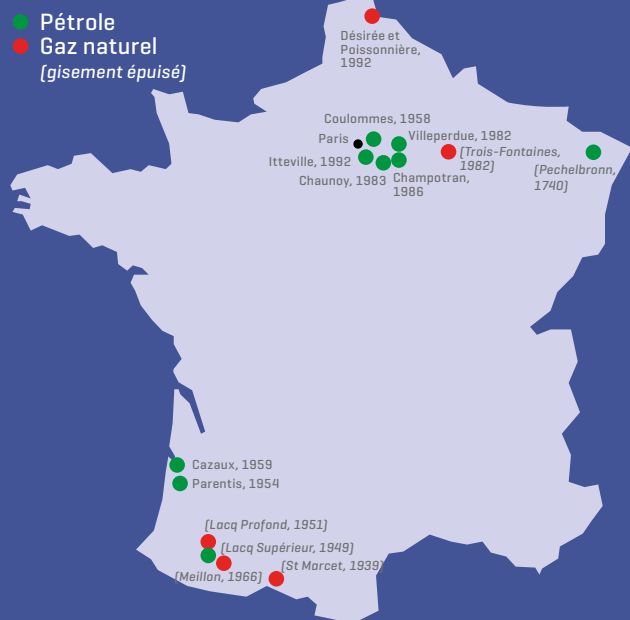 Pétrole
Gaz naturel
(gisement épuisé)
Désirée et
Poissonnière,
1992
Coulommes, 1958
Paris
Villeperdue, 1982
Itteville, 1992
(Trois-Fontaines,
1982)
(Pechelbronn,
1740)
Chaunoy, 1983
Champotran,
1986
Cazaux, 1959
Parentis, 1954
(Lacq Profond, 1951)
(Lacq Supérieur, 1949)
(St Marcet, 1939)
(Meillon, 1966)